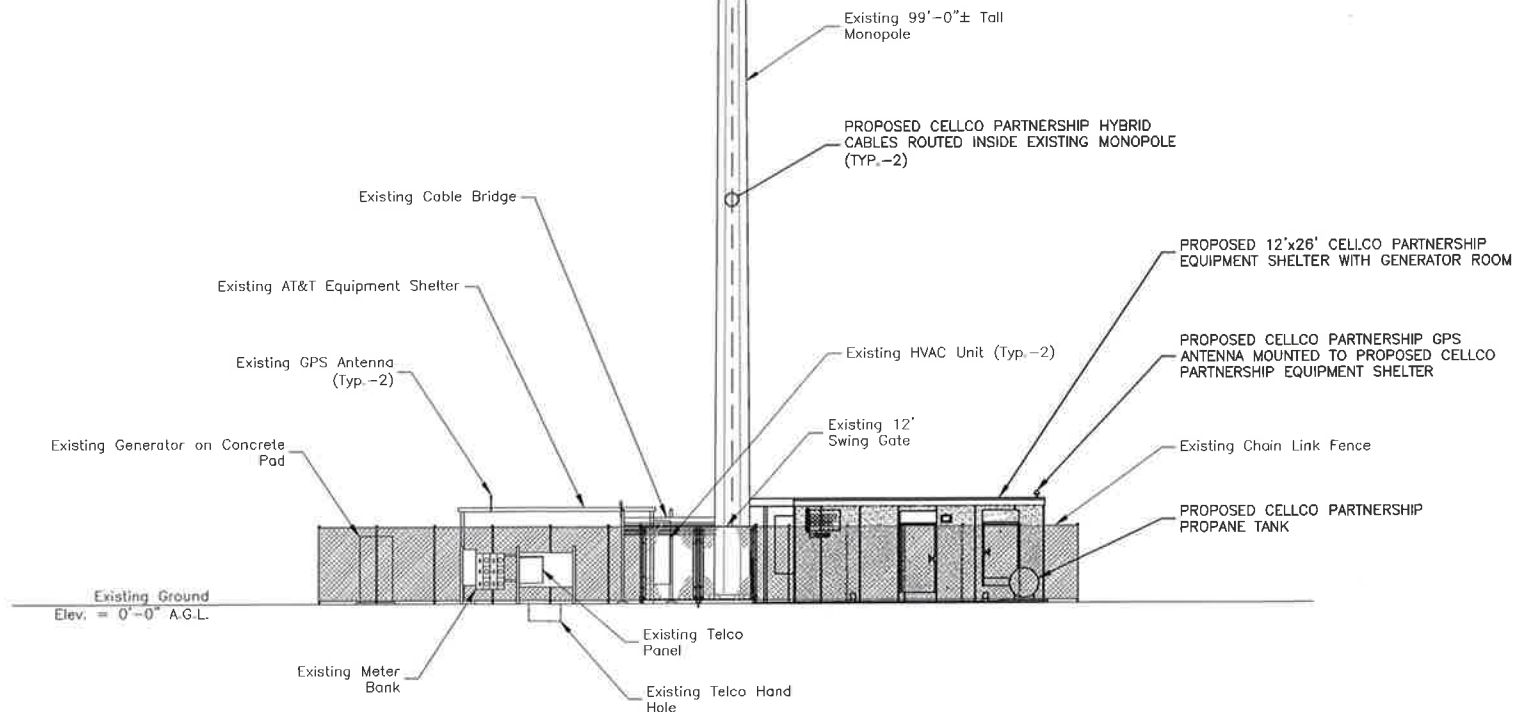 Existing 99'-0"± Tall
Monopole
PROPOSED CELLCO PARTNERSHIP HYBRID
CABLES ROUTED INSIDE EXISTING MONOPOLE
(TYP.-2)
Existing Cable Bridge
PROPOSED 12'x26' CELLCO PARTNERSHIP
EQUIPMENT SHELTER WITH GENERATOR ROOM
Existing AT&T Equipment Shelter
Existing GPS Antenna
(Typ.-2)
Existing HVAC Unit (Typ.-2)
PROPOSED CELLCO PARTNERSHIP GPS
ANTENNA MOUNTED TO PROPOSED CELLCO
PARTNERSHIP EQUIPMENT SHELTER
Existing Generator on Concrete
Pad
Existing 12'
Swing Gate
Existing Chain Link Fence
PROPOSED CELLCO PARTNERSHIP
PROPANE TANK
Existing Ground
Elev. = 0'-0" A.G.L.
Existing Telco
Panel
Existing Meter
Bank
Existing Telco Hand
Hole